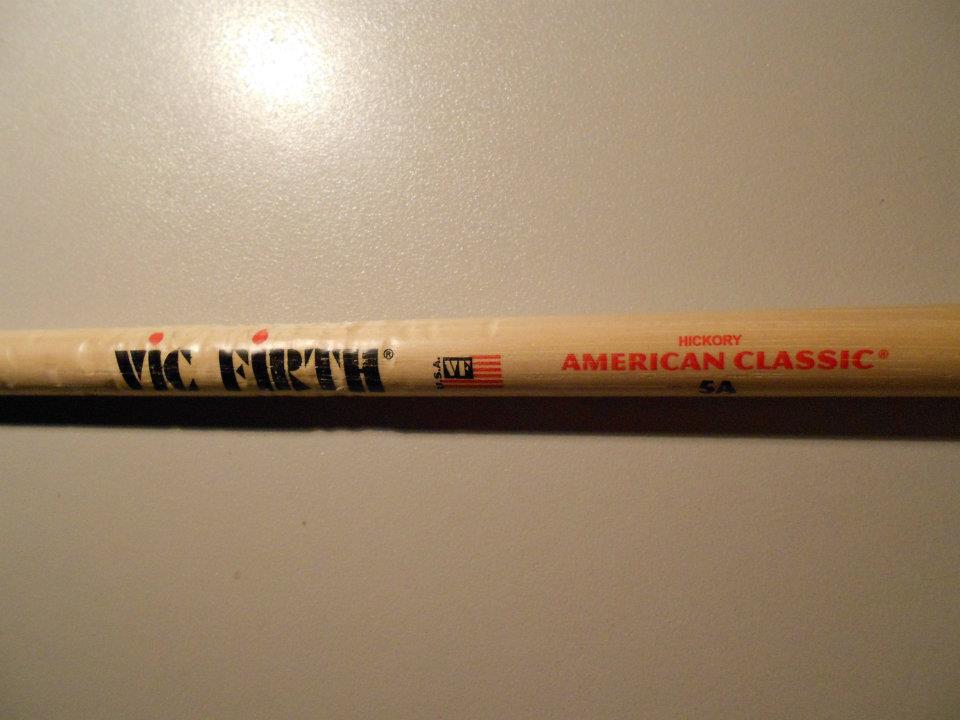 VIC FIRTH®
U.S.A.
VF
HICKORY
AMERICAN CLASSIC®
5A